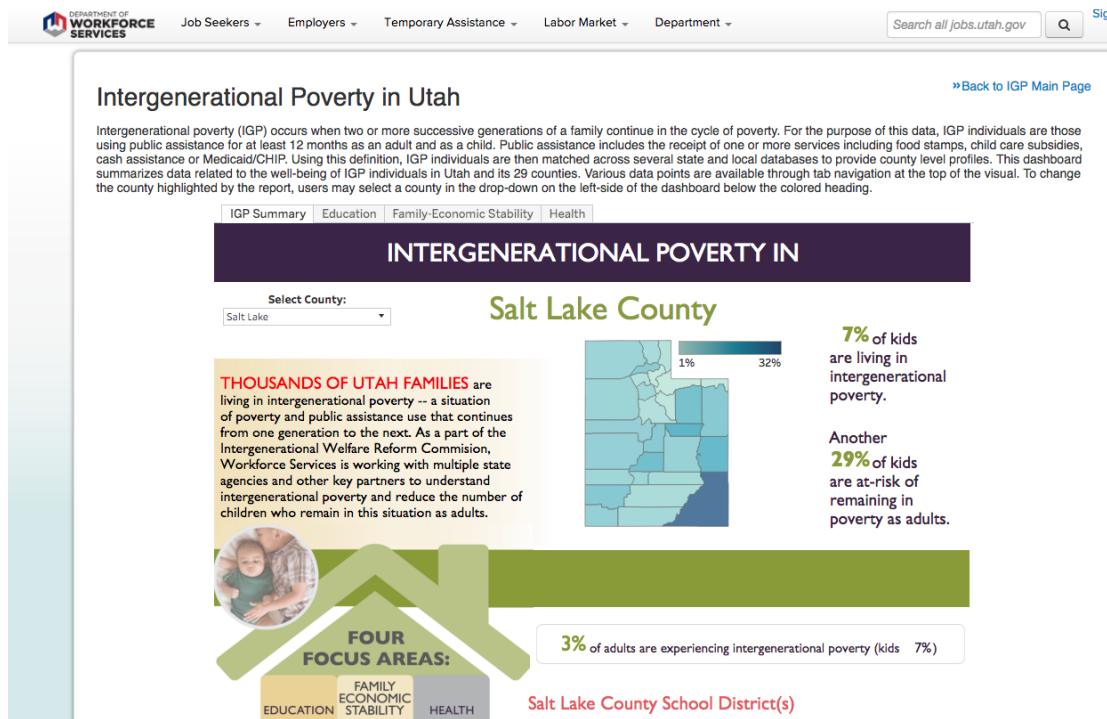 DEPARTMENT OF
WORKFORCE
SERVICES
Job Seekers
Employers
Temporary Assistance
Labor Market
Department
Search all jobs.utah.gov
Intergenerational Poverty in Utah
»Back to IGP Main Page
Intergenerational poverty (IGP) occurs when two or more successive generations of a family continue in the cycle of poverty. For the purpose of this data, IGP individuals are those
using public assistance for at least 12 months as an adult and as a child. Public assistance includes the receipt of one or more services including food stamps, child care subsidies,
cash assistance or Medicaid/CHIP. Using this definition, IGP individuals are then matched across several state and local databases to provide county level profiles. This dashboard
summarizes data related to the well-being of IGP individuals in Utah and its 29 counties. Various data points are available through tab navigation at the top of the visual. To change
the county highlighted by the report, users may select a county in the drop-down on the left-side of the dashboard below the colored heading.
IGP Summary
Education
Family-Economic Stability
Health
INTERGENERATIONAL POVERTY IN
Select County:
Salt Lake
Salt Lake County
1%
32%
7% of kids
are living in
intergenerational
poverty.
Another
29% of kids
are at-risk of
remaining in
poverty as adults.
THOUSANDS OF UTAH FAMILIES are
living in intergenerational poverty -- a situation
of poverty and public assistance use that continues
from one generation to the next. As a part of the
Intergenerational Welfare Reform Commision,
Workforce Services is working with multiple state
agencies and other key partners to understand
intergenerational poverty and reduce the number of
children who remain in this situation as adults.
FOUR
FOCUS AREAS:
EDUCATION
FAMILY
ECONOMIC
STABILITY
HEALTH
3% of adults are experiencing intergenerational poverty (kids 7%)
Salt Lake County School District(s)